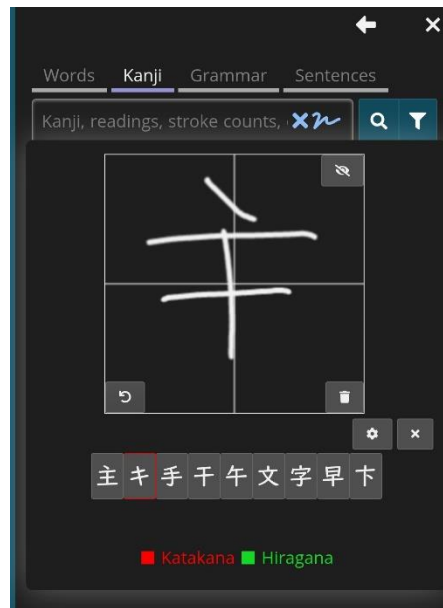 Words Kanji Grammar Sentences
Kanji, readings, stroke counts,
主 キ 手 干 午 文 字 早 卞
Katakana Hiragana